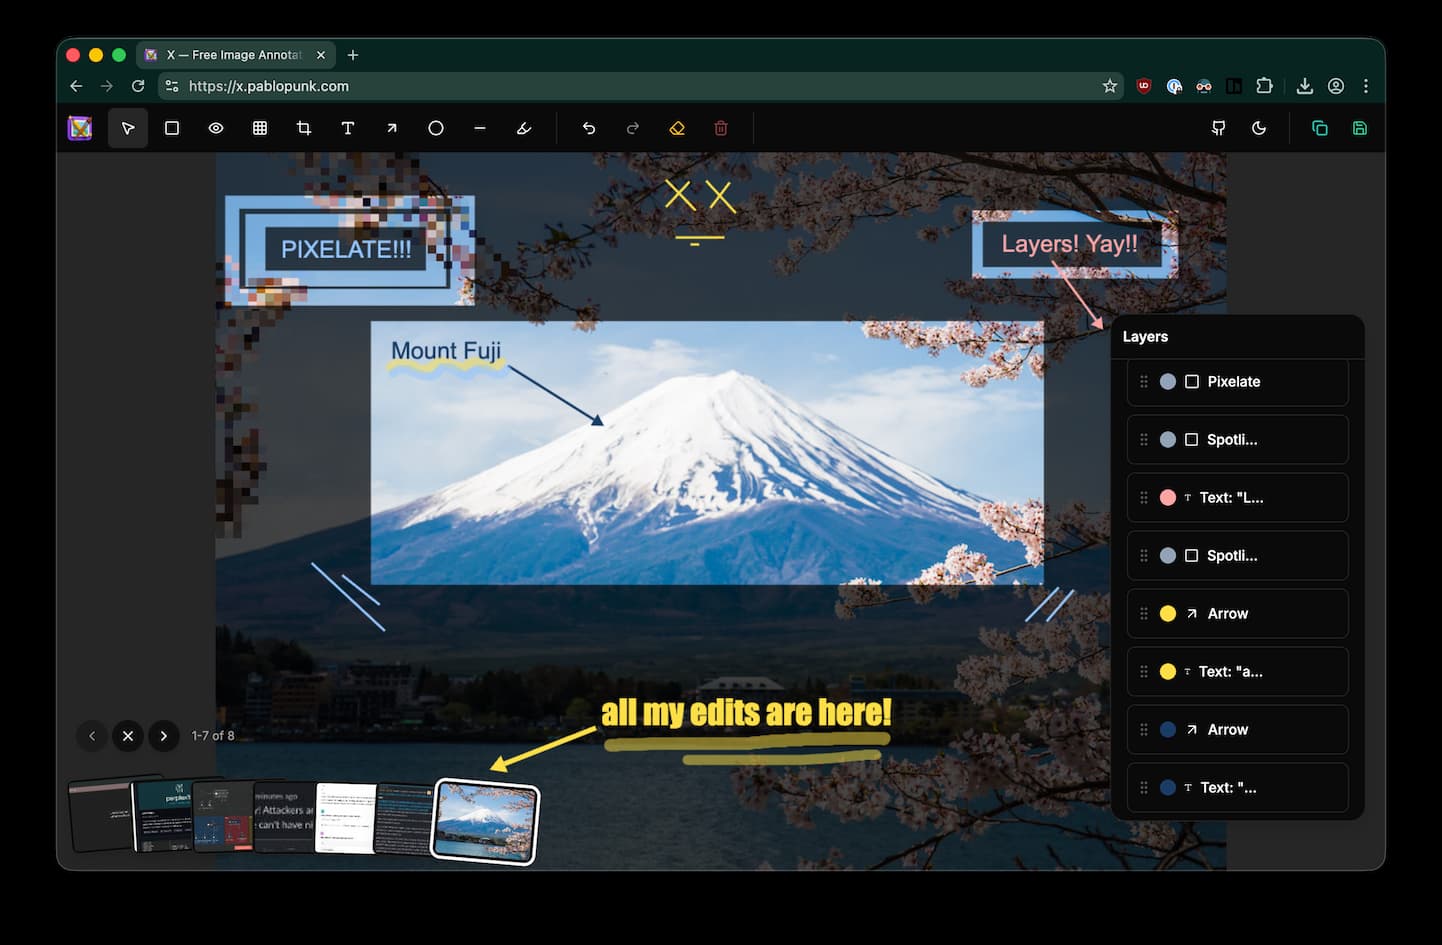 X — Free Image Annotat
https://x.pablopunk.com
PIXELATE!!!
Layers! Yay!!
Mount Fuji
Layers
Pixelate
Spotli...
Text: "L...
Spotli...
Arrow
Text: "a...
Arrow
Text: "...
all my edits are here!
1-7 of 8
minutes ago
y! Attackers ar
can't have ni
perplex